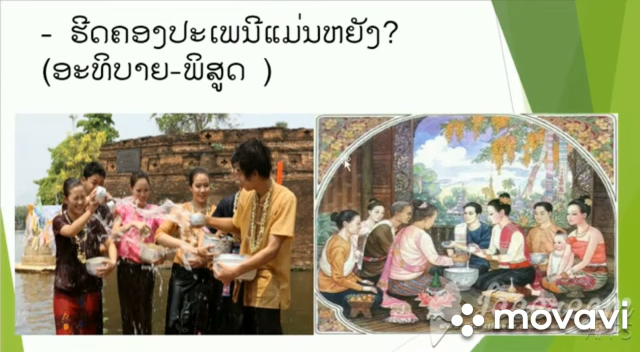 - ຮີດຄອງປະເພນີແມ່ນຫຍັງ?
(ອະທິບາຍ-ພິສູດ )
movavi